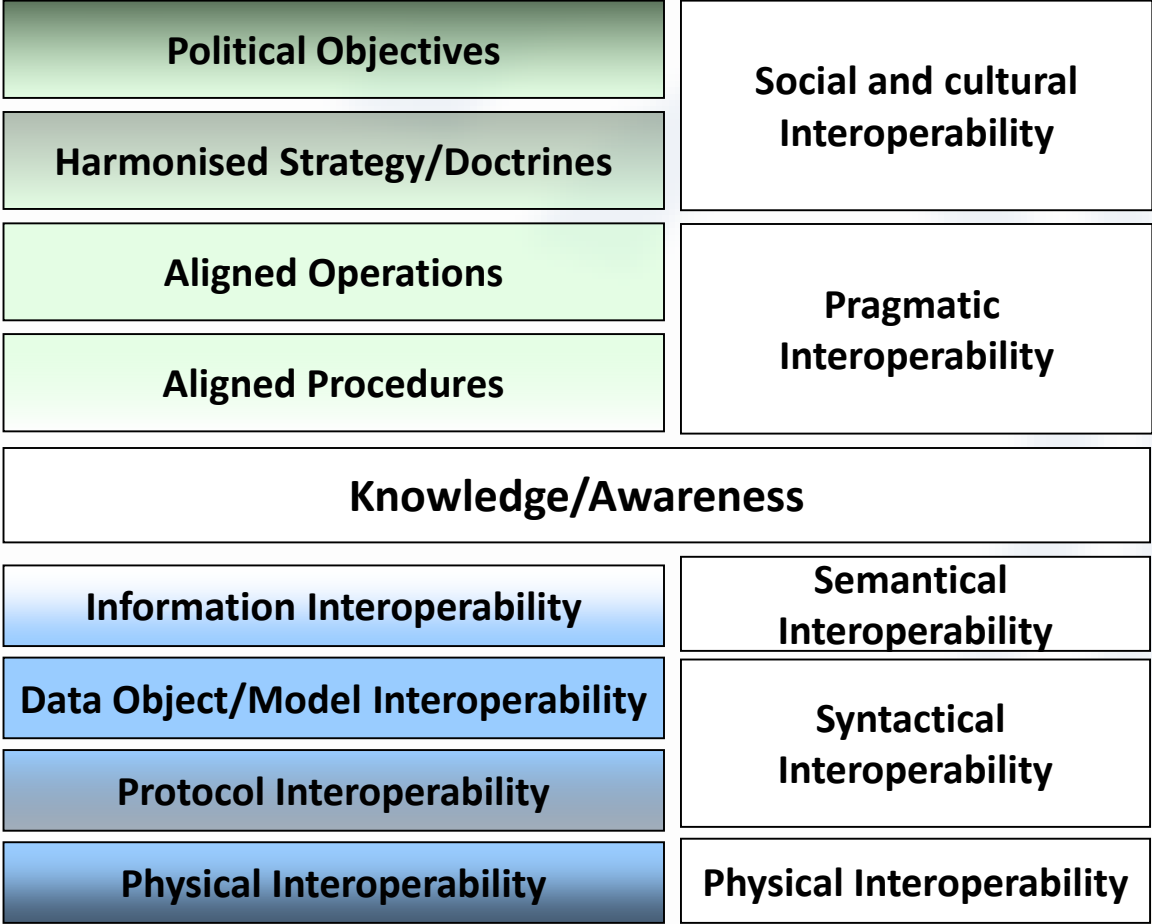 Political Objectives
Harmonised Strategy/Doctrines
Social and cultural
Interoperability
Aligned Operations
Aligned Procedures
Pragmatic
Interoperability
Knowledge/Awareness
Information Interoperability
Semantical
Interoperability
Data Object/Model Interoperability
Protocol Interoperability
Syntactical
Interoperability
Physical Interoperability
Physical Interoperability